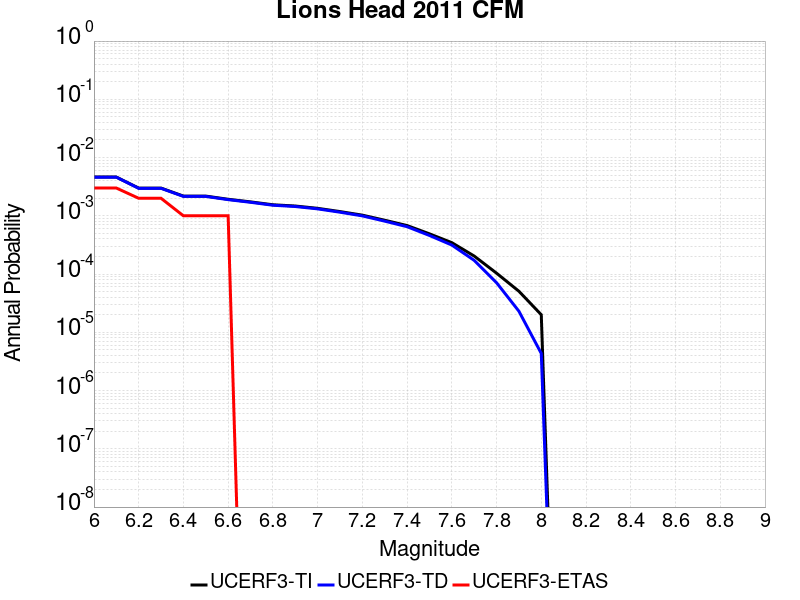 Lions Head 2011 CFM
10^0
10^-1
10^-2
10^-3
10^-4
10^-5
10^-6
10^-7
10^-8
Annual Probability
6 6.2 6.4 6.6 6.8 7 7.2 7.4 7.6 7.8 8 8.2 8.4 8.6 8.8 9
Magnitude
UCERF3-TI UCERF3-TD UCERF3-ETAS